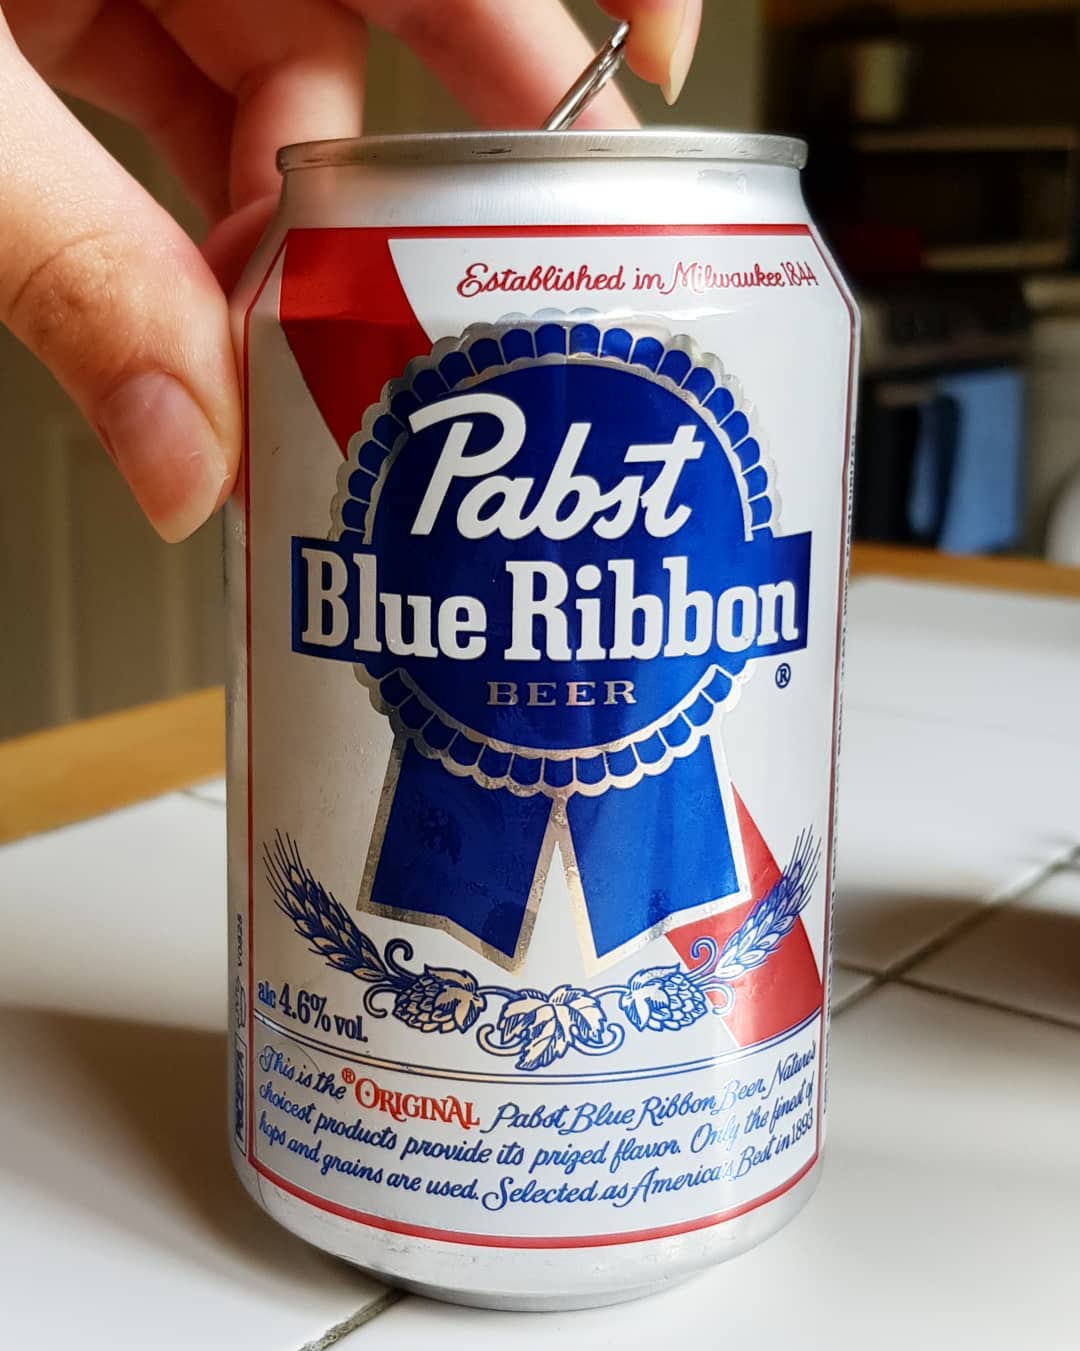 Established in Milwaukee 1844
Pabst
Blue Ribbon
BEER
®
alc 4.6% vol.
This is the ®ORIGINAL Pabst Blue Ribbon Beer. Nature's
choicest products provide its prized flavor. Only the finest of
hops and grains are used. Selected as America's Best in 1893